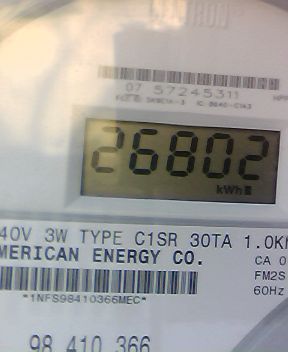 07 57245311
26802
kWh
40V 3W TYPE C1SR 30TA 1.0K
MERICAN ENERGY CO.
CA 0
FM2S
60Hz
*1NFS98410366MEC*
98 410 366